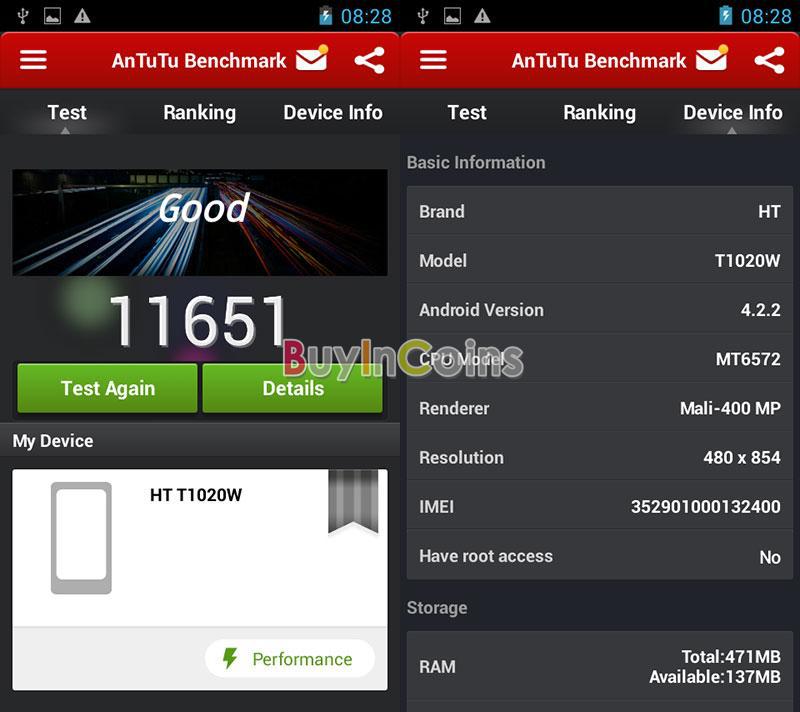 08:28
AnTuTu Benchmark
Test Ranking Device Info
Good
11651
Test Again Details
My Device
HT T1020W
Performance
08:28
AnTuTu Benchmark
Test Ranking Device Info
Basic Information
Brand HT
Model T1020W
Android Version 4.2.2
CPU Model MT6572
Renderer Mali-400 MP
Resolution 480 x 854
IMEI 352901000132400
Have root access No
Storage
RAM Total:471MB
Available:137MB
BuyInCoins